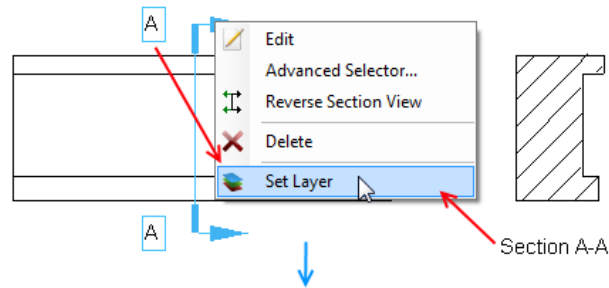 A
Edit
Advanced Selector...
Reverse Section View
Delete
Set Layer
A
Section A-A